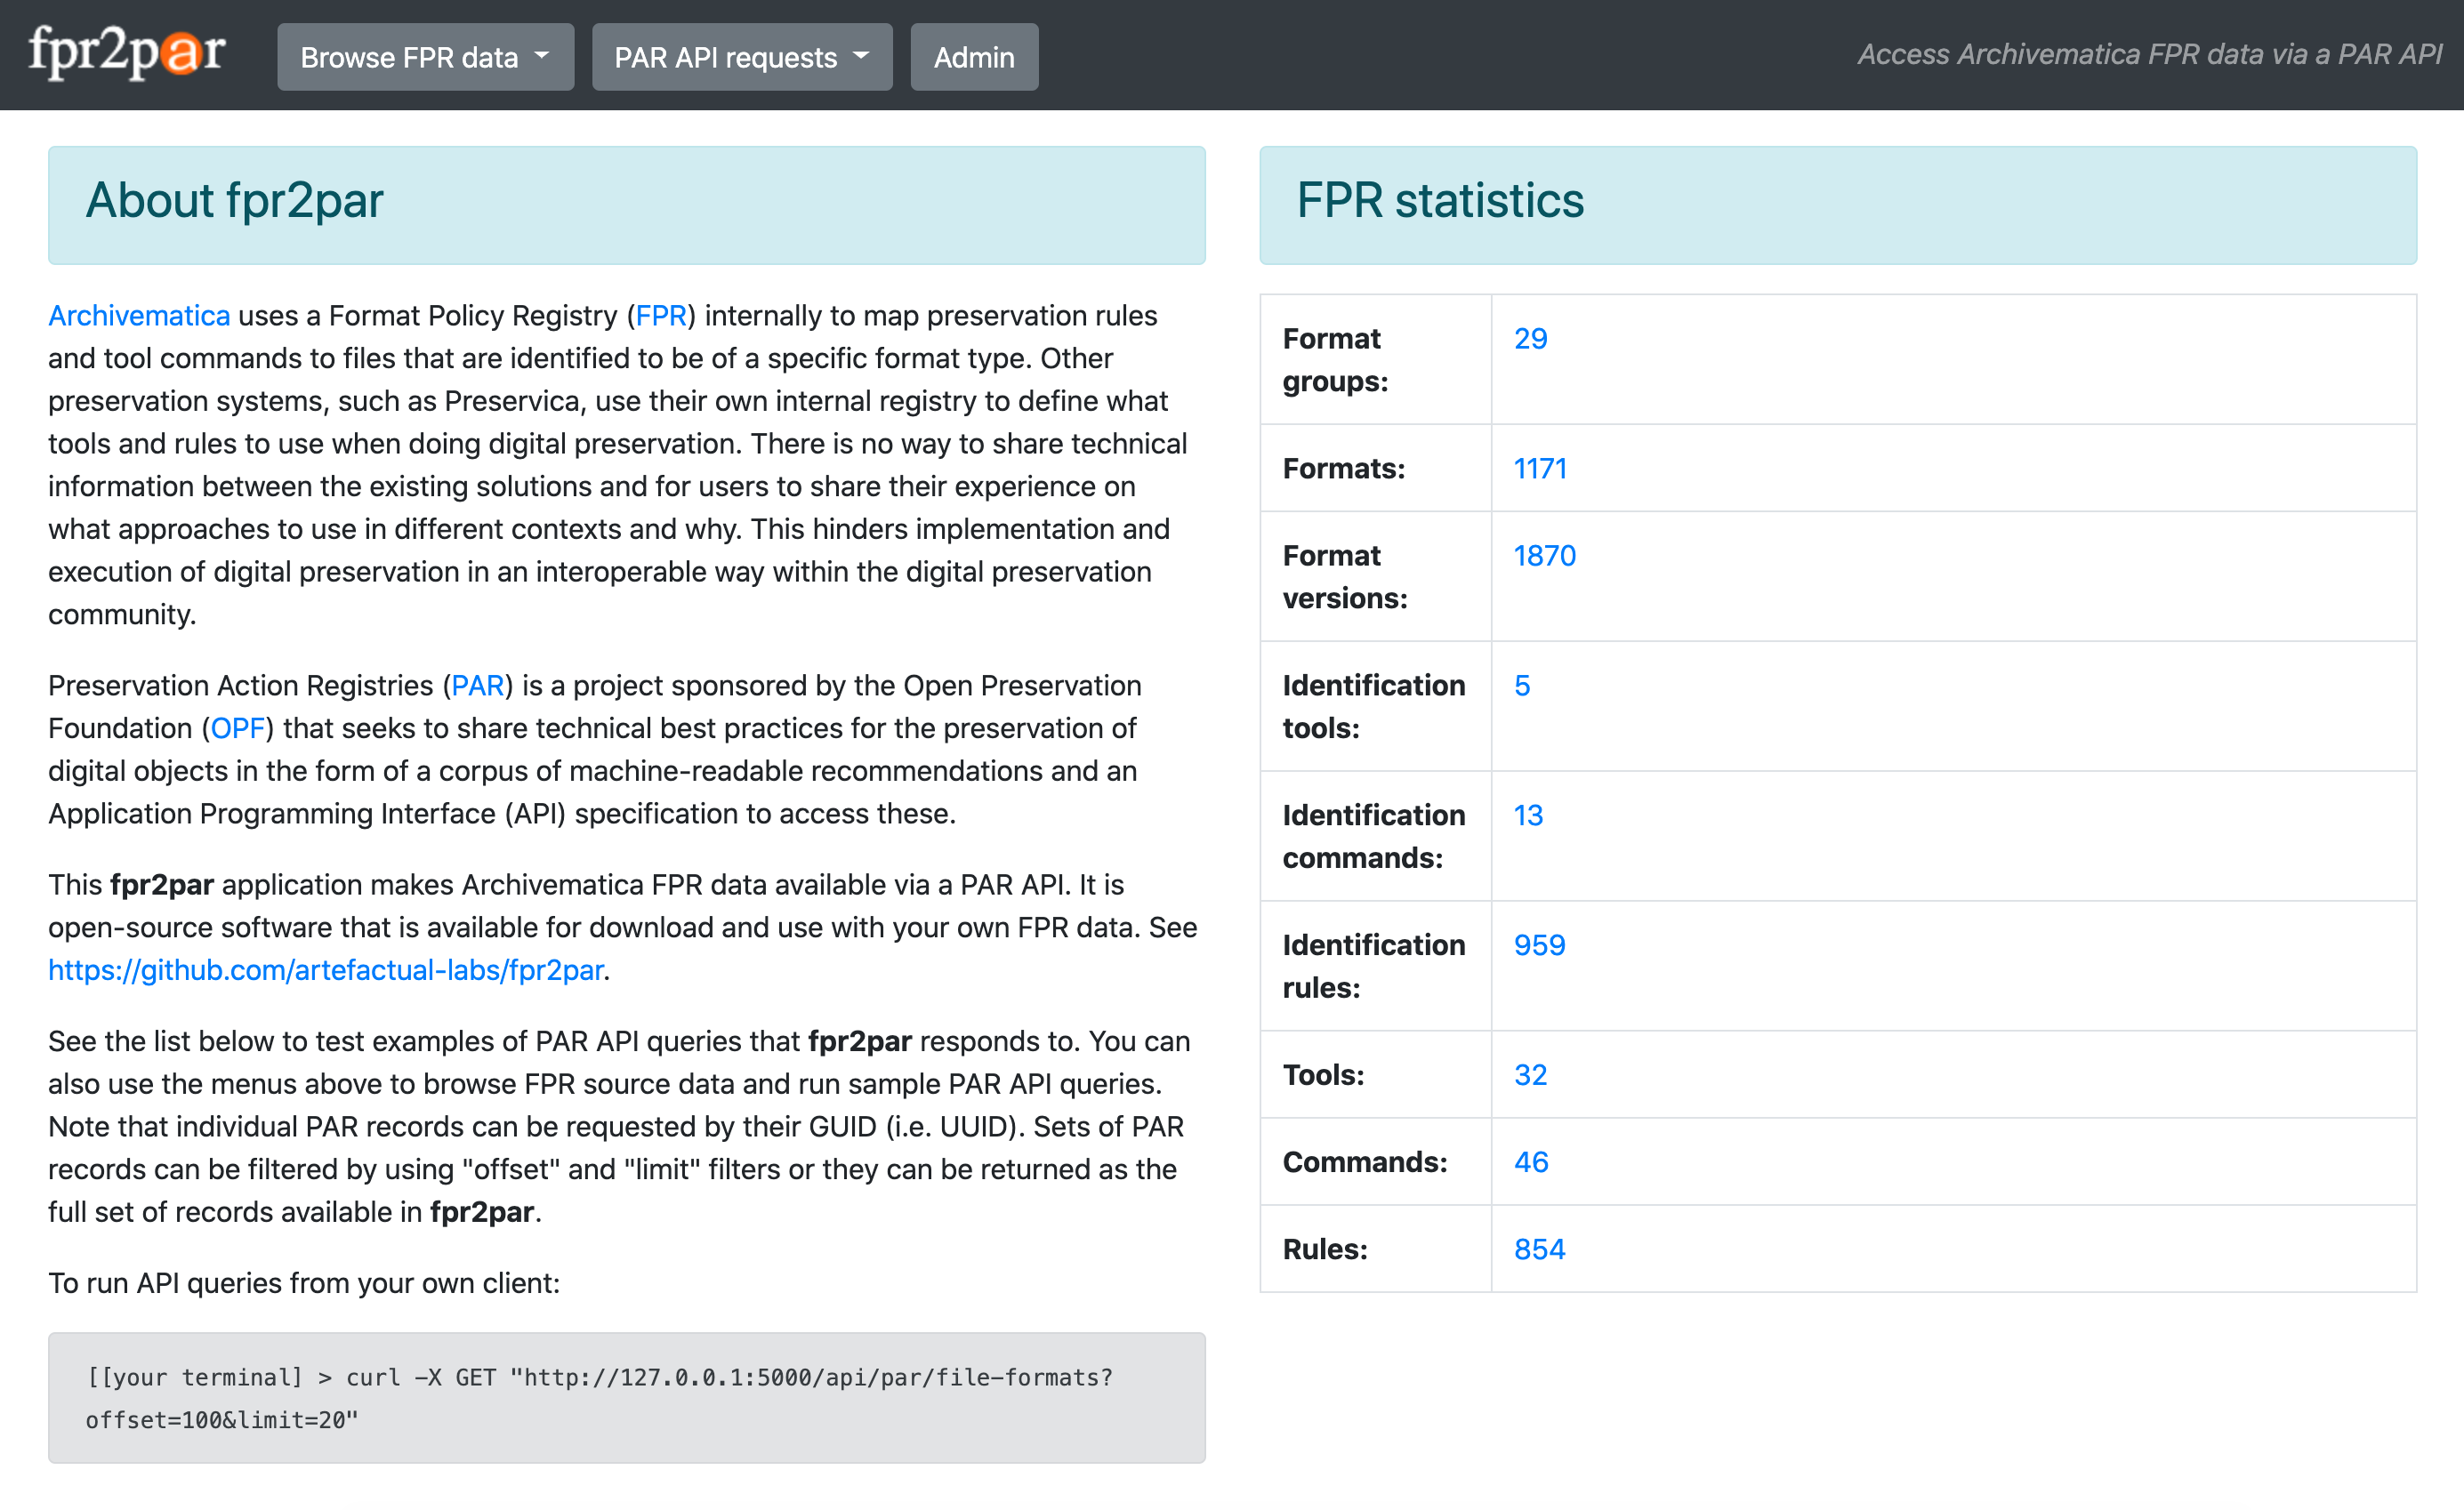 fpr2par
Browse FPR data
PAR API requests
Admin
Access Archivematica FPR data via a PAR API
About fpr2par
Archivematica uses a Format Policy Registry (FPR) internally to map preservation rules
and tool commands to files that are identified to be of a specific format type. Other
preservation systems, such as Preservica, use their own internal registry to define what
tools and rules to use when doing digital preservation. There is no way to share technical
information between the existing solutions and for users to share their experience on
what approaches to use in different contexts and why. This hinders implementation and
execution of digital preservation in an interoperable way within the digital preservation
community.
Preservation Action Registries (PAR) is a project sponsored by the Open Preservation
Foundation (OPF) that seeks to share technical best practices for the preservation of
digital objects in the form of a corpus of machine-readable recommendations and an
Application Programming Interface (API) specification to access these.
This fpr2par application makes Archivematica FPR data available via a PAR API. It is
open-source software that is available for download and use with your own FPR data. See
https://github.com/artefactual-labs/fpr2par.
See the list below to test examples of PAR API queries that fpr2par responds to. You can
also use the menus above to browse FPR source data and run sample PAR API queries.
Note that individual PAR records can be requested by their GUID (i.e. UUID). Sets of PAR
records can be filtered by using "offset" and "limit" filters or they can be returned as the
full set of records available in fpr2par.
To run API queries from your own client:
[[your terminal] > curl -X GET "http://127.0.0.1:5000/api/par/file-formats?
offset=100&limit=20"
FPR statistics
Format groups: 29
Formats: 1171
Format versions: 1870
Identification tools: 5
Identification commands: 13
Identification rules: 959
Tools: 32
Commands: 46
Rules: 854